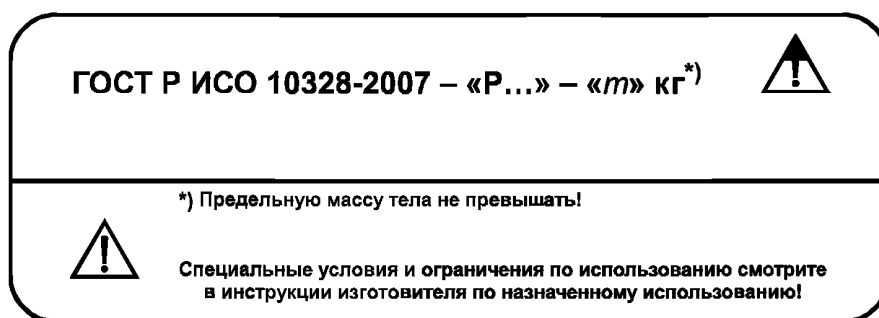 ГОСТ Р ИСО 10328-2007 – «Р...» – «m» кг*)
*) Предельную массу тела не превышать!
Специальные условия и ограничения по использованию смотрите
в инструкции изготовителя по назначенному использованию!